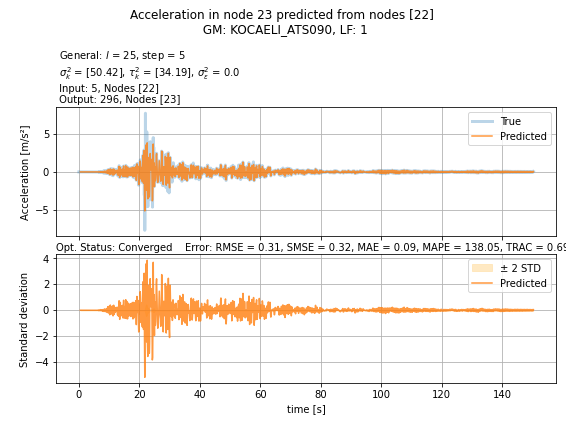 Acceleration in node 23 predicted from nodes [22]
GM: KOCAELI_ATS090, LF: 1
General: l = 25, step = 5
σ²ₖ = [50.42], τ²ₖ = [34.19], σ²ε = 0.0
Input: 5, Nodes [22]
Output: 296, Nodes [23]
Acceleration [m/s²]
5
0
−5
True
Predicted
Opt. Status: Converged Error: RMSE = 0.31, SMSE = 0.32, MAE = 0.09, MAPE = 138.05, TRAC = 0.69
Standard deviation
4
2
0
−2
−4
± 2 STD
Predicted
0 20 40 60 80 100 120 140
time [s]